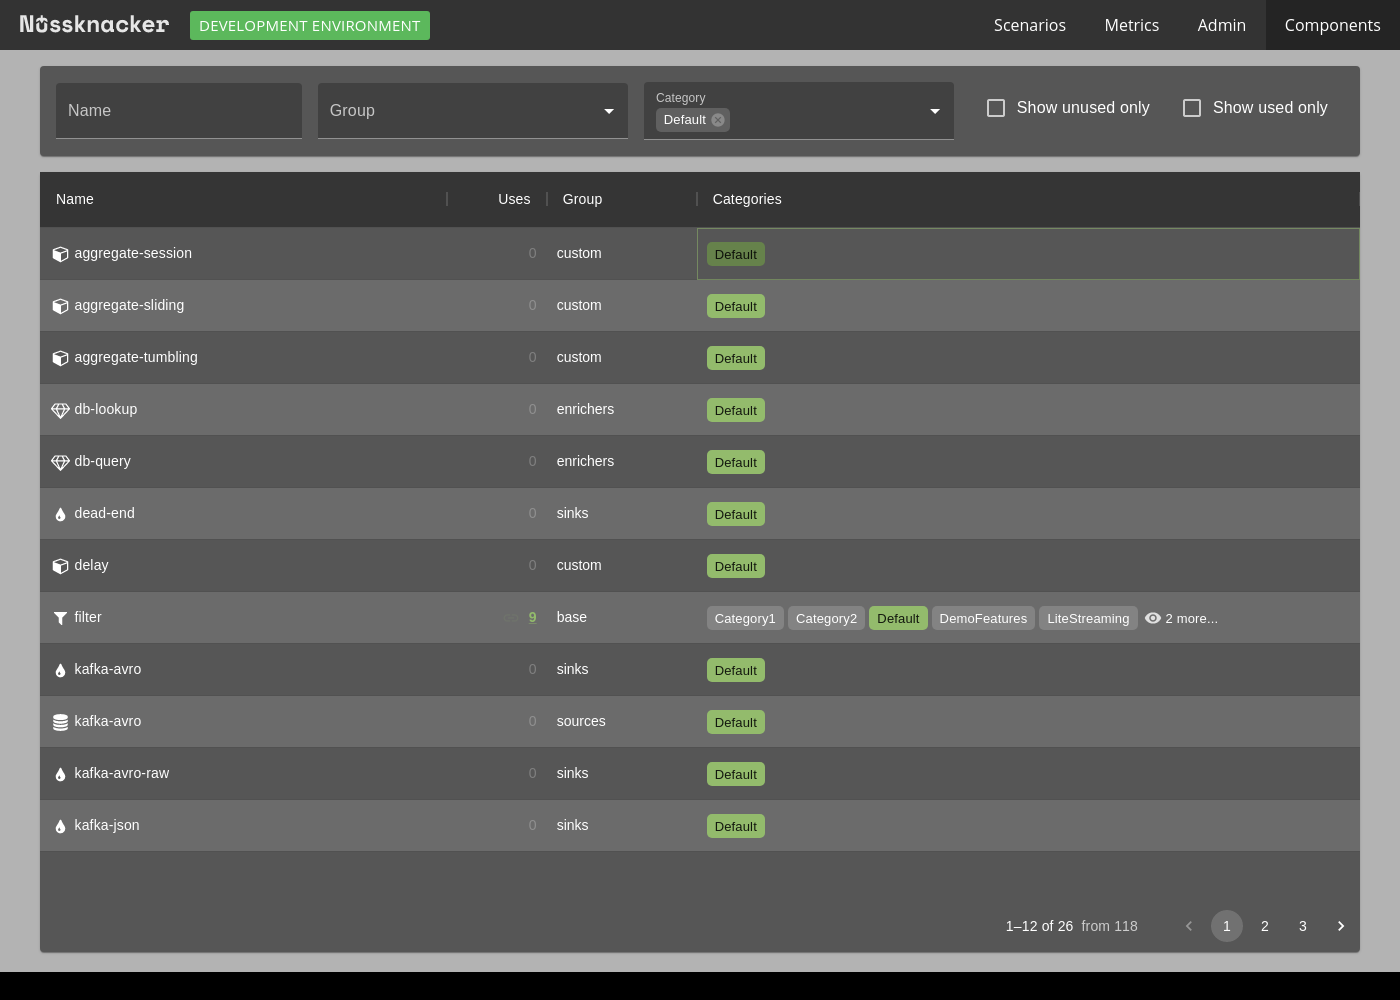 Nussknacker DEVELOPMENT ENVIRONMENT Scenarios Metrics Admin Components
Name Group Category Default Show unused only Show used only
Name Uses Group Categories
aggregate-session 0 custom Default
aggregate-sliding 0 custom Default
aggregate-tumbling 0 custom Default
db-lookup 0 enrichers Default
db-query 0 enrichers Default
dead-end 0 sinks Default
delay 0 custom Default
filter 9 base Category1 Category2 Default DemoFeatures LiteStreaming 2 more...
kafka-avro 0 sinks Default
kafka-avro 0 sources Default
kafka-avro-raw 0 sinks Default
kafka-json 0 sinks Default
1–12 of 26 from 118 1 2 3